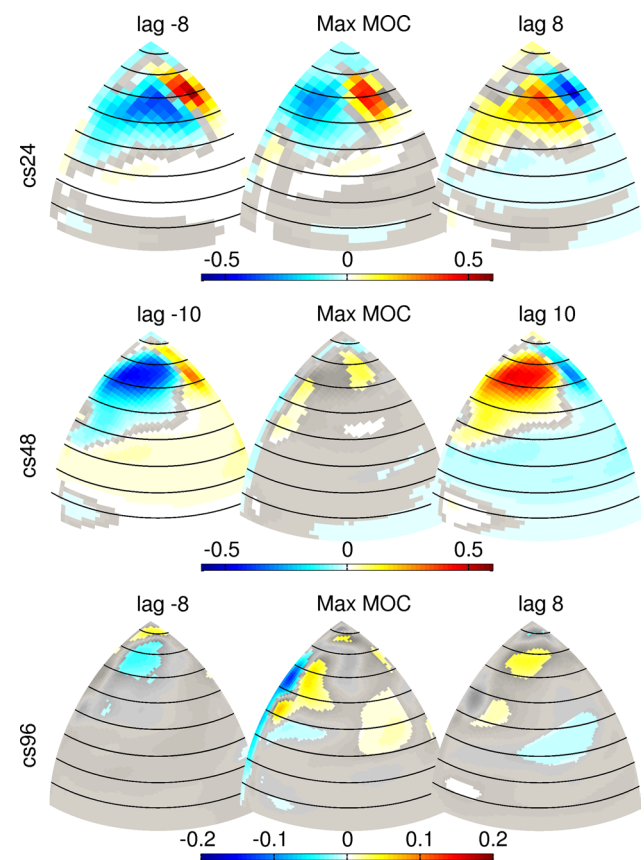 lag -8 Max MOC lag 8
cs24
-0.5 0 0.5
lag -10 Max MOC lag 10
cs48
-0.5 0 0.5
lag -8 Max MOC lag 8
cs96
-0.2 -0.1 0 0.1 0.2